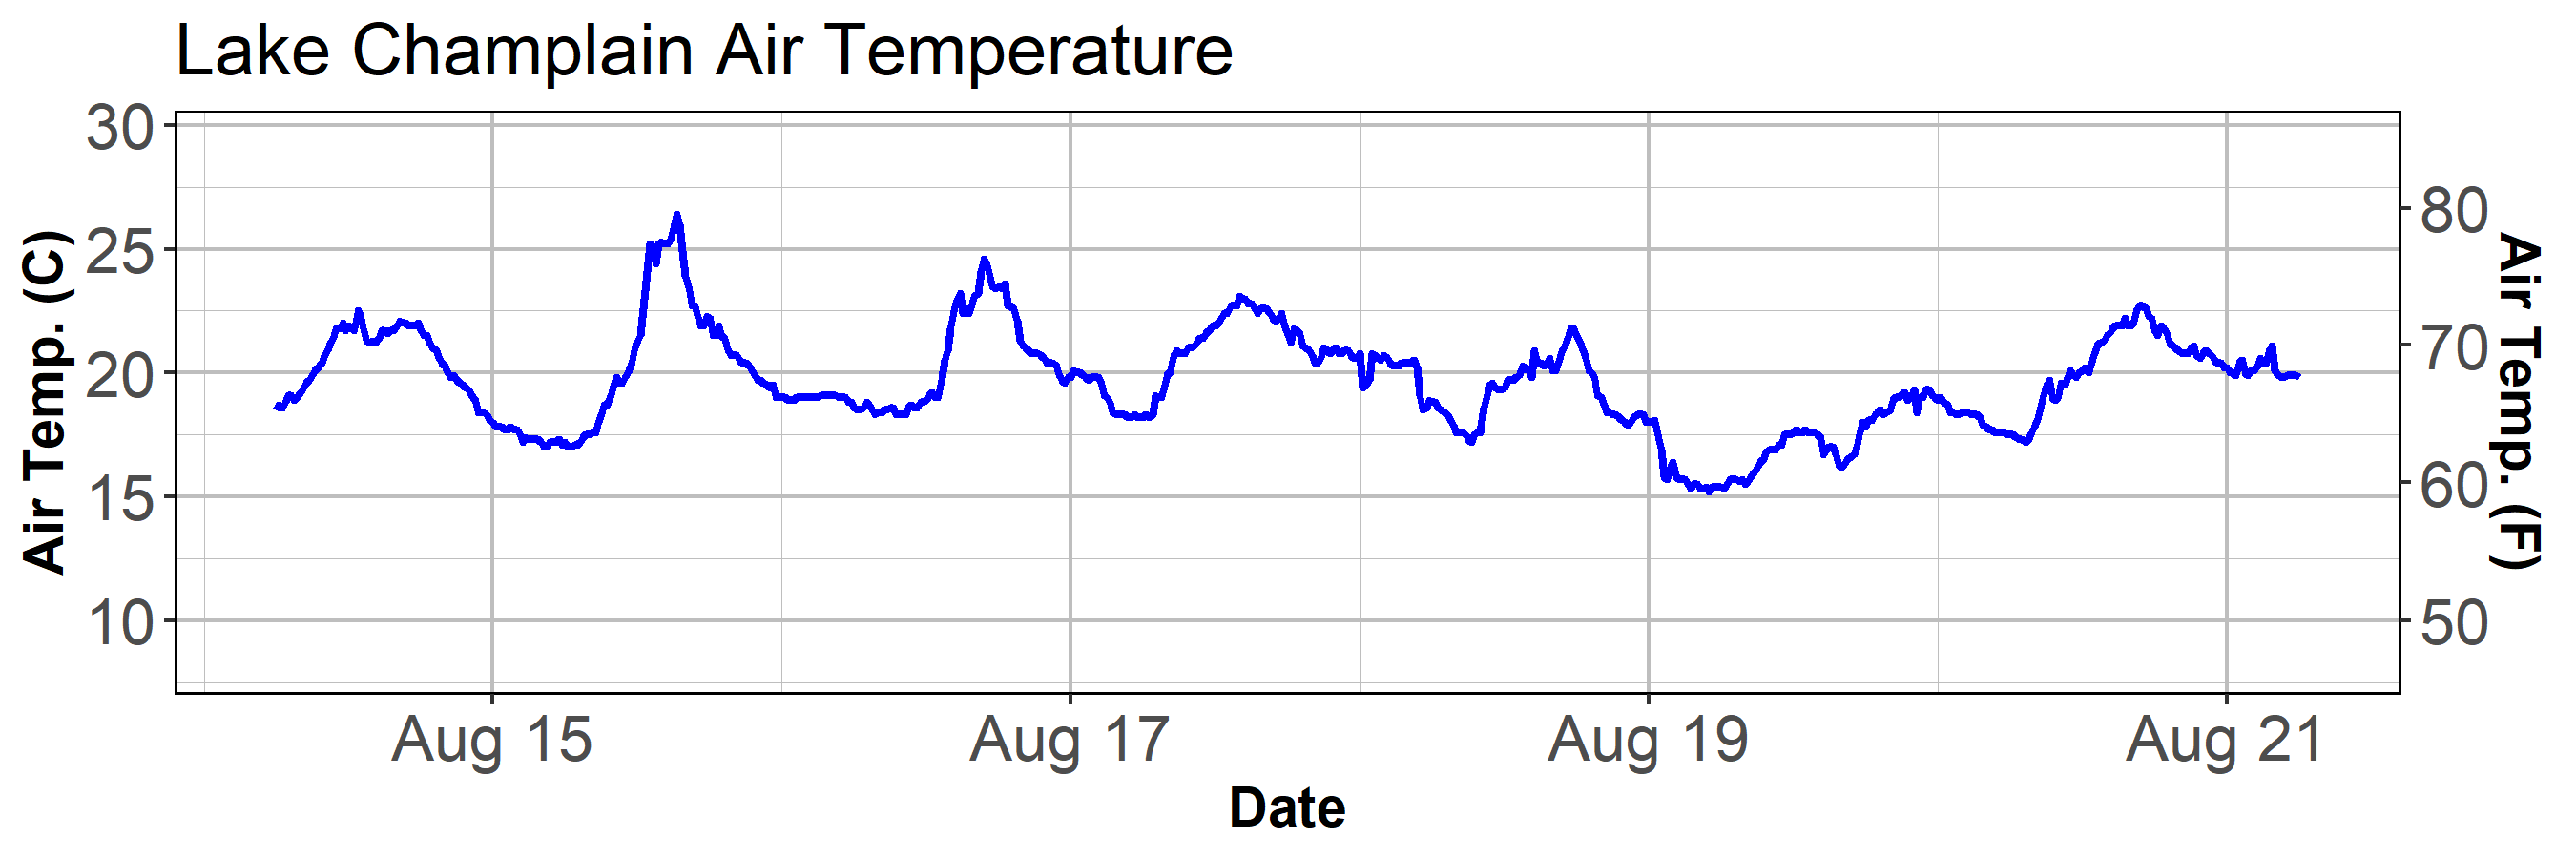 Lake Champlain Air Temperature
30
25
20
15
10
Air Temp. (C)
80
70
60
50
Air Temp. (F)
Aug 15
Aug 17
Aug 19
Aug 21
Date